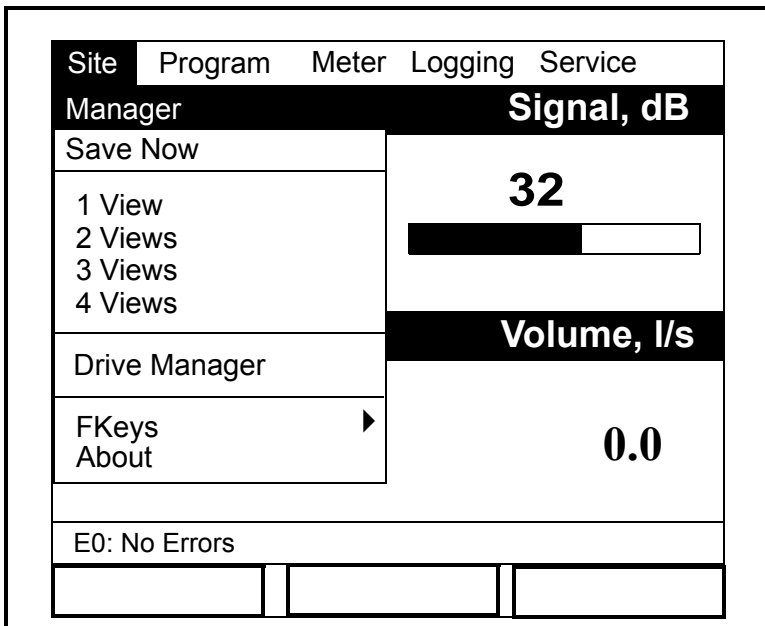 Site Program Meter Logging Service
Manager
Signal, dB
Save Now
32
1 View
2 Views
3 Views
4 Views
Volume, l/s
Drive Manager
FKeys
About
0.0
E0: No Errors